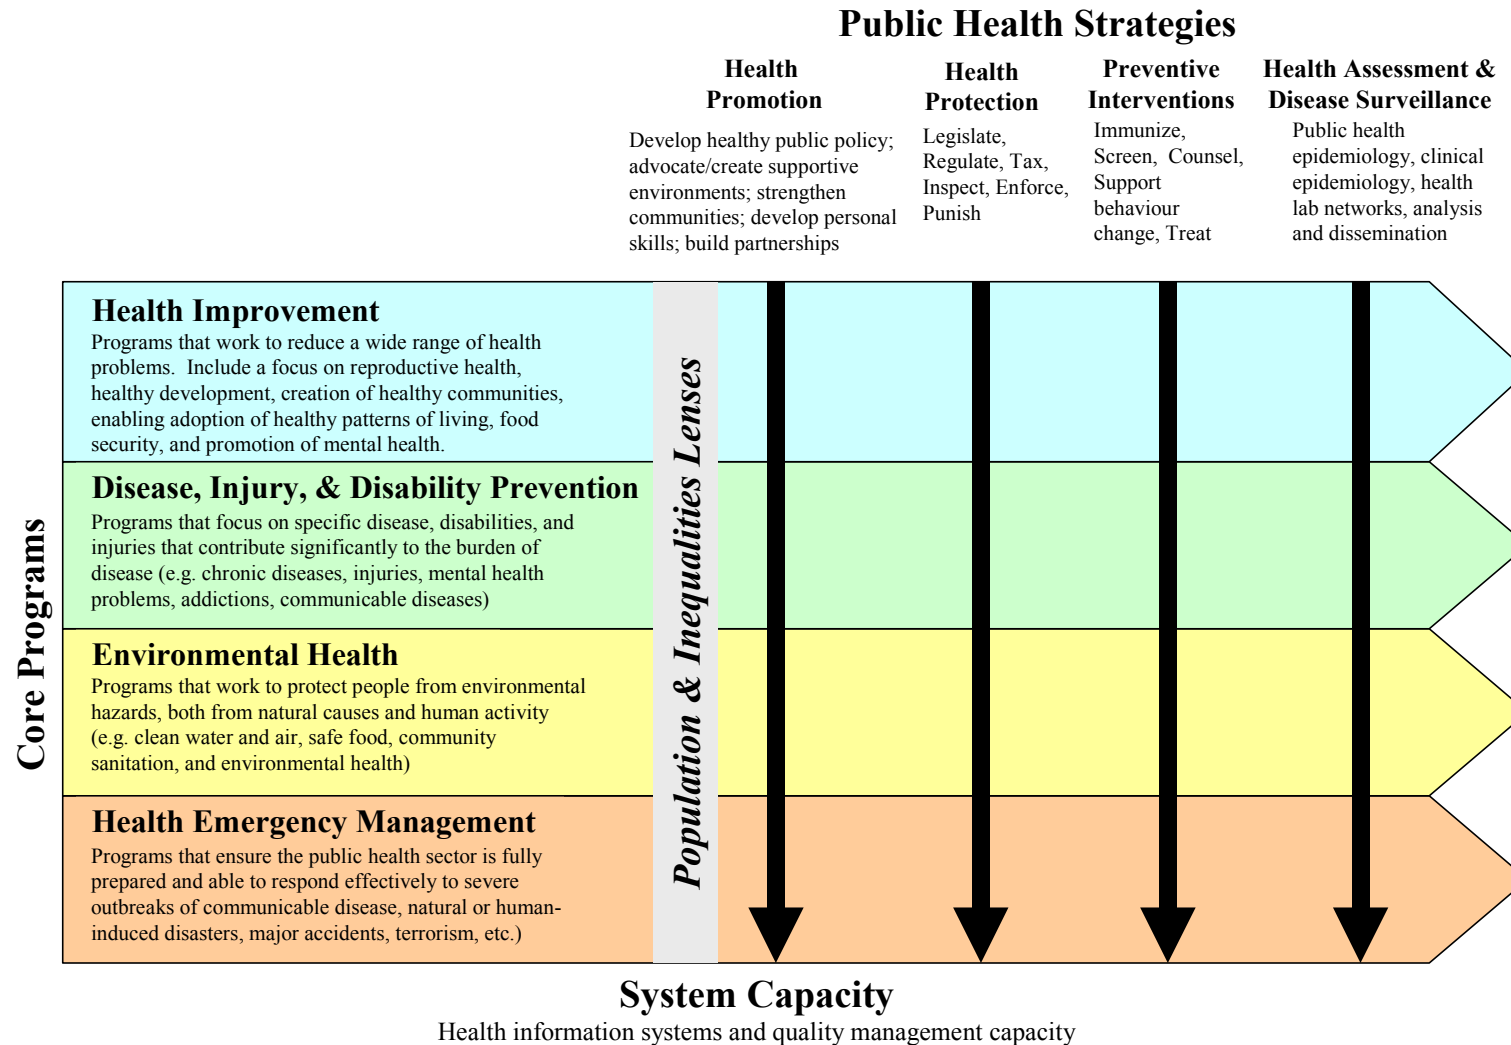 Public Health Strategies
Health
Promotion
Develop healthy public policy;
advocate/create supportive
environments; strengthen
communities; develop personal
skills; build partnerships
Health
Protection
Legislate,
Regulate, Tax,
Inspect, Enforce,
Punish
Preventive
Interventions
Immunize,
Screen, Counsel,
Support
behaviour
change, Treat
Health Assessment &
Disease Surveillance
Public health
epidemiology, clinical
epidemiology, health
lab networks, analysis
and dissemination
Core Programs
Health Improvement
Programs that work to reduce a wide range of health
problems.  Include a focus on reproductive health,
healthy development, creation of healthy communities,
enabling adoption of healthy patterns of living, food
security, and promotion of mental health.
Disease, Injury, & Disability Prevention
Programs that focus on specific disease, disabilities, and
injuries that contribute significantly to the burden of
disease (e.g. chronic diseases, injuries, mental health
problems, addictions, communicable diseases)
Environmental Health
Programs that work to protect people from environmental
hazards, both from natural causes and human activity
(e.g. clean water and air, safe food, community
sanitation, and environmental health)
Health Emergency Management
Programs that ensure the public health sector is fully
prepared and able to respond effectively to severe
outbreaks of communicable disease, natural or human-
induced disasters, major accidents, terrorism, etc.)
Population & Inequalities Lenses
System Capacity
Health information systems and quality management capacity